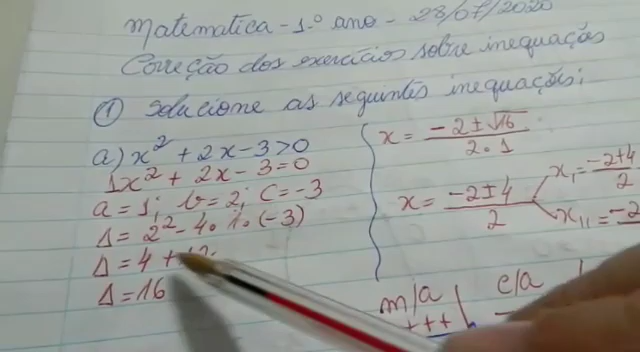 Matematica - 1.º ano - 28/07/2020
Correção dos exercícios sobre inequações
① Solucione as seguintes inequações:
a) x² + 2x - 3 > 0
1x² + 2x - 3 = 0
a = 1; b = 2; c = -3
Δ = 2² - 4 . 1 . (-3)
Δ = 4 +
Δ = 16
x = -2 ± √16 / 2 . 1
x = -2 ± 4 / 2
x₁ = -2 + 4 / 2
x₁₁ = -2
m/a
c/a
+++